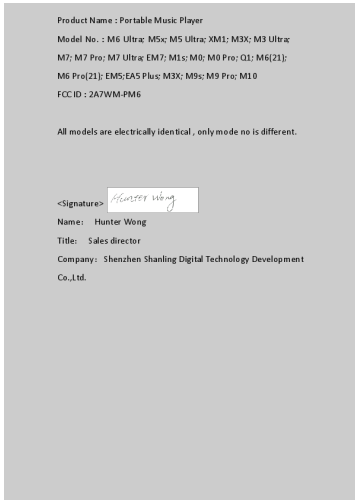 Product Name : Portable Music Player
Model No. : M6 Ultra; M5x; M5 Ultra; XM1; M3X; M3 Ultra;
M7; M7 Pro; M7 Ultra; EM7; M1s; M0; M0 Pro; Q1; M6(21);
M6 Pro(21); EM5;EA5 Plus; M3X; M9s; M9 Pro; M10
FCC ID : 2A7WM-PM6
All models are electrically identical , only mode no is different.
<Signature> Hunter Wong
Name: Hunter Wong
Title: Sales director
Company: Shenzhen Shanling Digital Technology Development
Co.,Ltd.